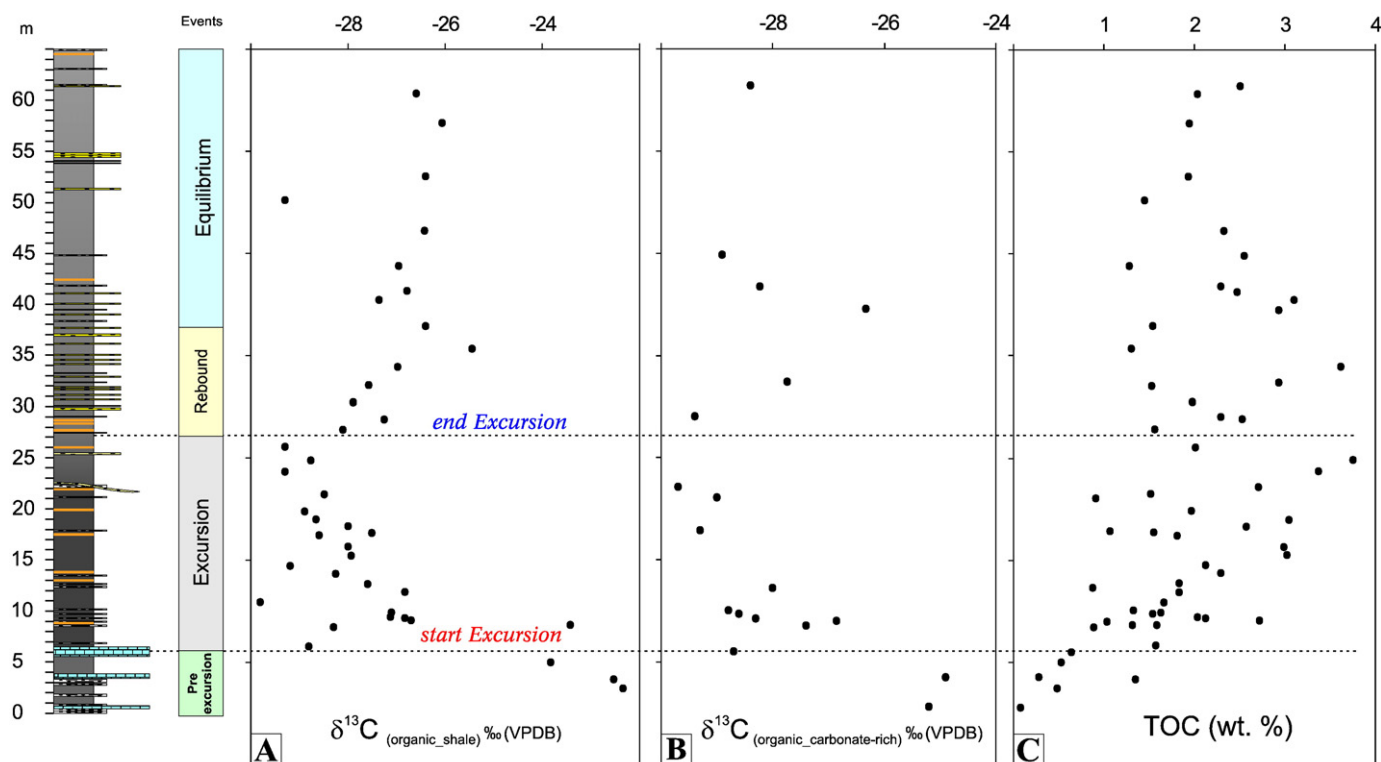 m
Events
-28
-26
-24
-28
-26
-24
1
2
3
4
60
55
50
45
40
35
30
25
20
15
10
5
0
Equilibrium
Rebound
Excursion
Pre
excursion
end Excursion
start Excursion
A
δ¹³C (organic_shale) ‰ (VPDB)
B
δ¹³C (organic_carbonate-rich) ‰ (VPDB)
C
TOC (wt. %)